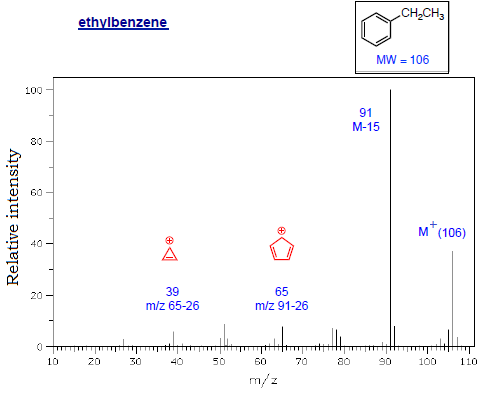 ethylbenzene
CH2CH3
MW = 106
91
M-15
M+(106)
39
m/z 65-26
65
m/z 91-26
⊕
⊕
Relative intensity
100
80
60
40
20
0
10 20 30 40 50 60 70 80 90 100 110
m/z